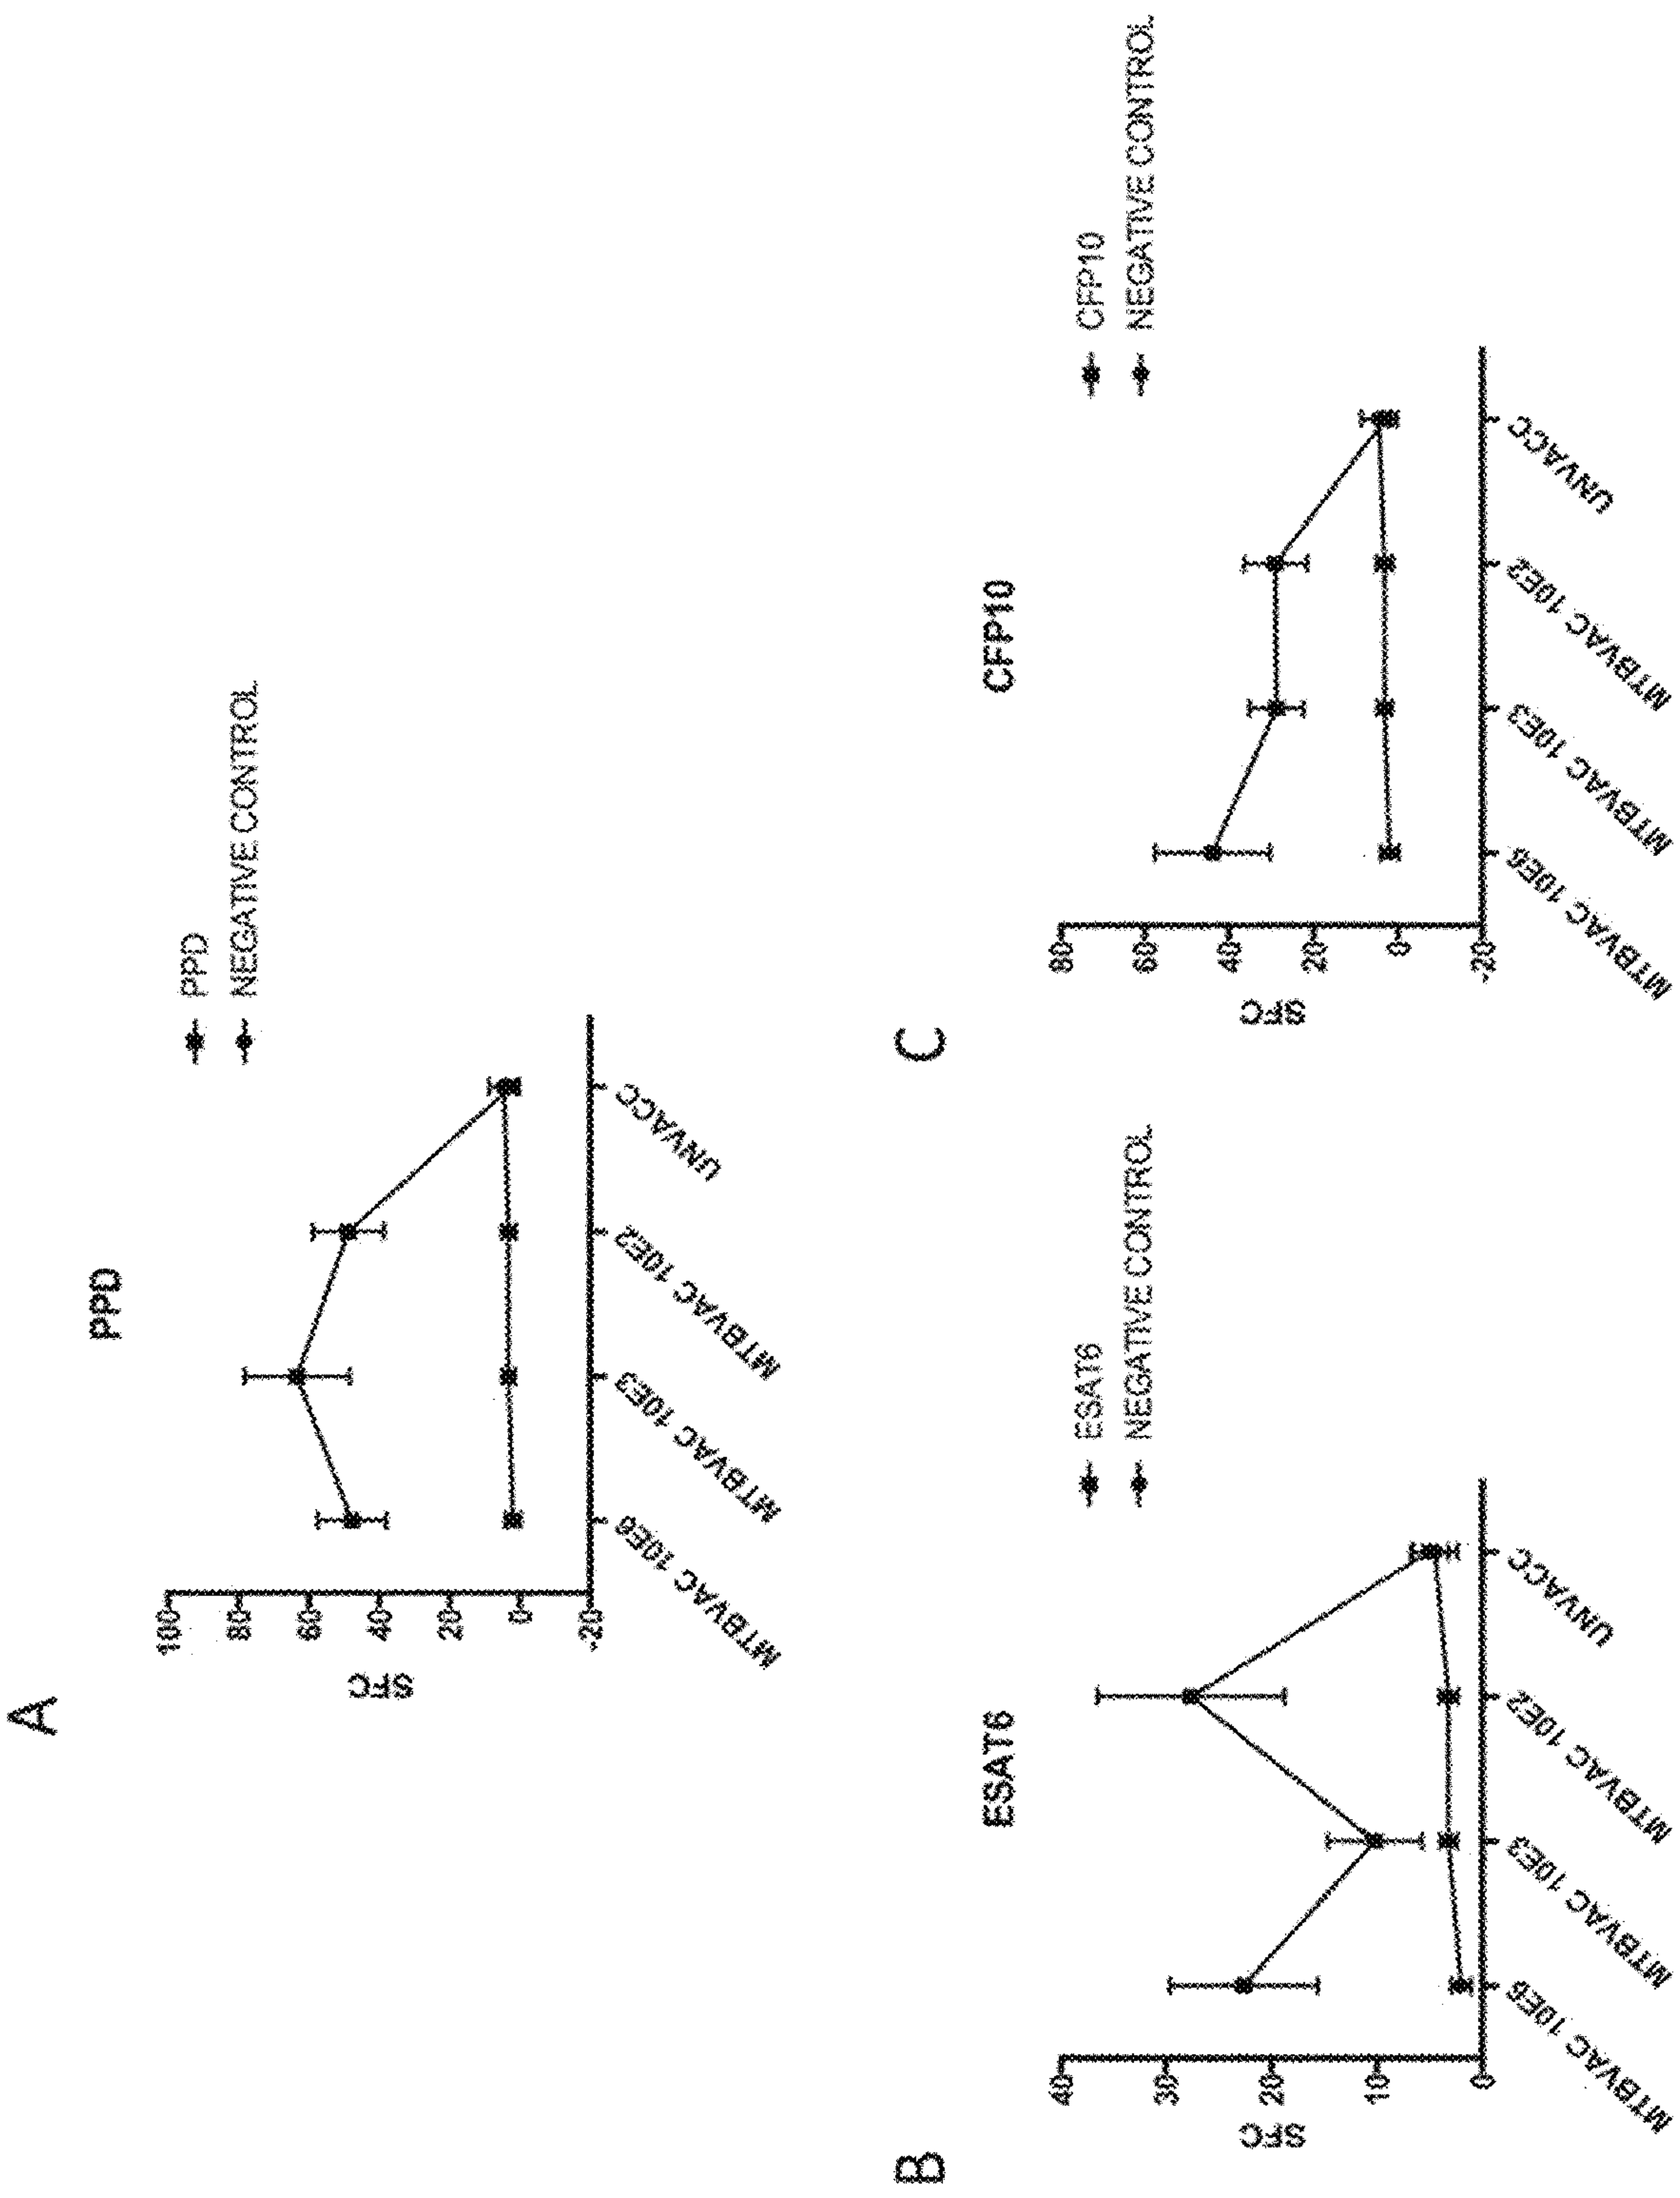 A
PPD
PPD
NEGATIVE CONTROL
SFC
100
80
60
40
20
0
-20
MTBVAC 10E6
MTBVAC 10E3
MTBVAC 10E2
UNVACC
B
ESAT6
ESAT6
NEGATIVE CONTROL
SFC
40
30
20
10
0
MTBVAC 10E6
MTBVAC 10E3
MTBVAC 10E2
UNVACC
C
CFP10
CFP10
NEGATIVE CONTROL
SFC
80
60
40
20
0
-20
MTBVAC 10E6
MTBVAC 10E3
MTBVAC 10E2
UNVACC